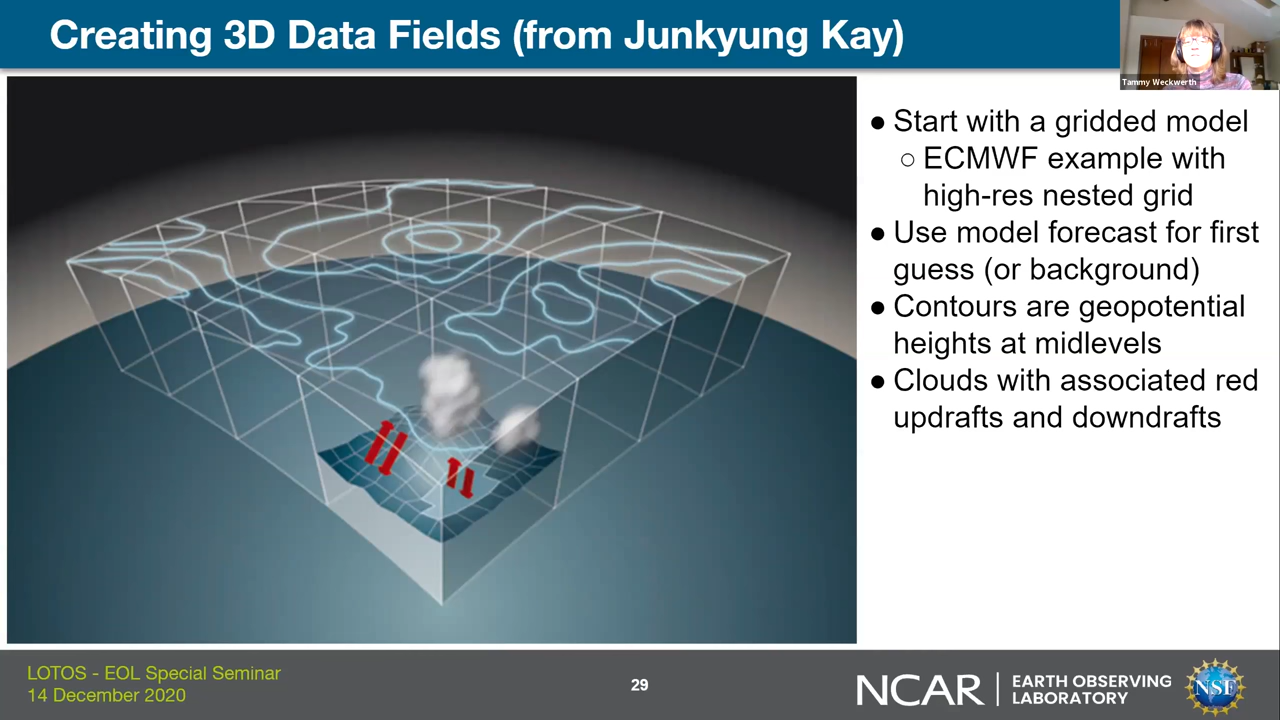 Creating 3D Data Fields (from Junkyung Kay)
Tammy Weckwerth
● Start with a gridded model
○ ECMWF example with
high-res nested grid
● Use model forecast for first
guess (or background)
● Contours are geopotential
heights at midlevels
● Clouds with associated red
updrafts and downdrafts
LOTOS - EOL Special Seminar
14 December 2020
29
NCAR
EARTH OBSERVING
LABORATORY
NSF